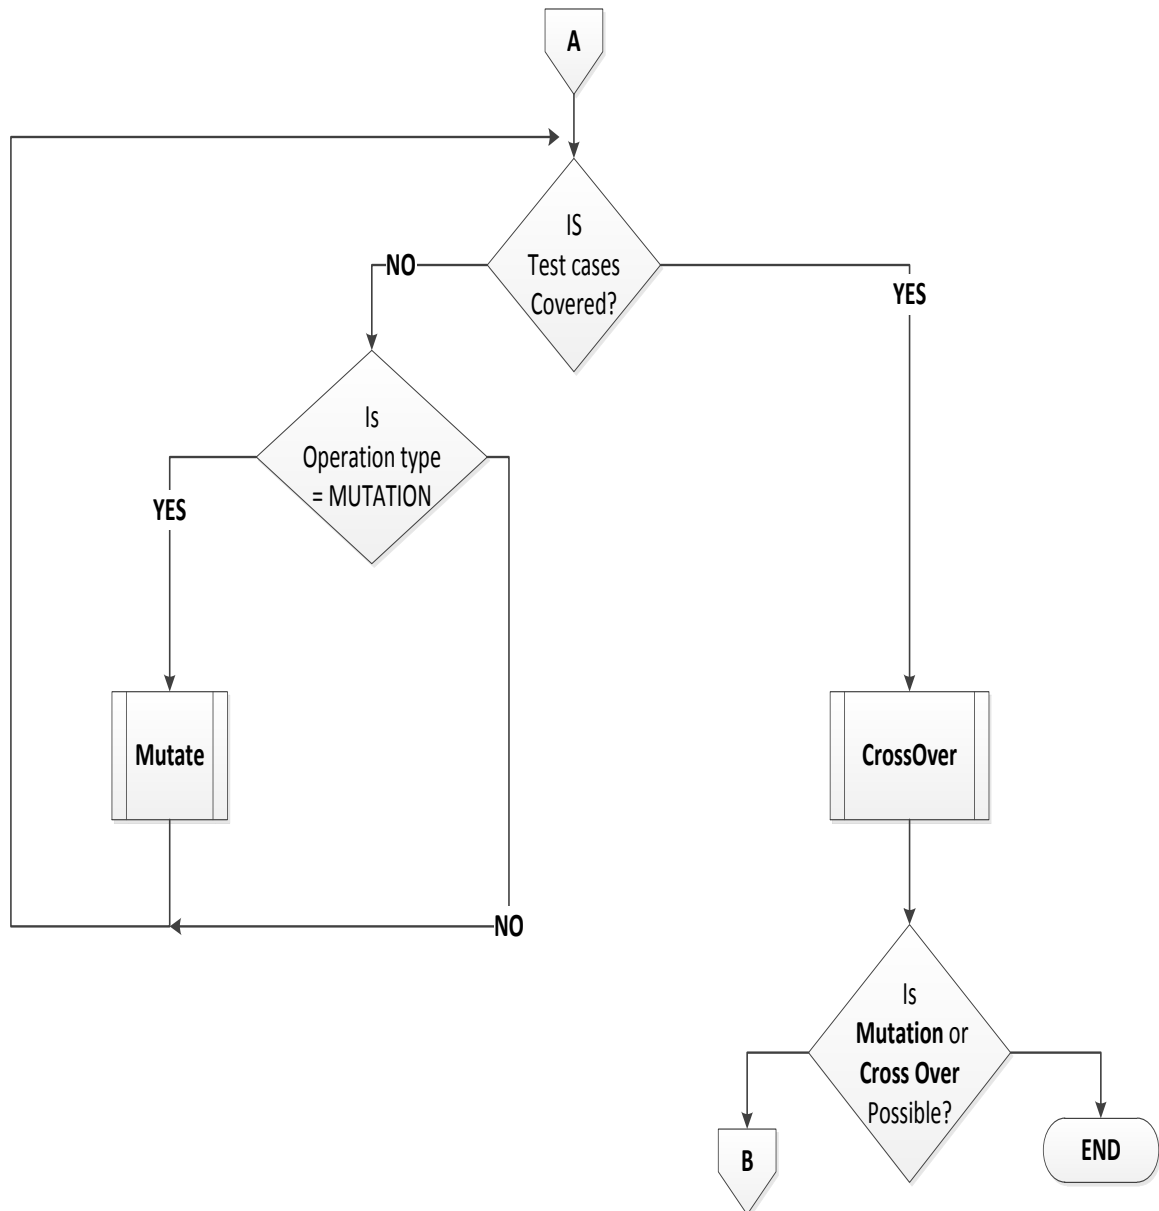 A
IS
Test cases
Covered?
NO
YES
Is
Operation type
= MUTATION
YES
Mutate
CrossOver
NO
Is
Mutation or
Cross Over
Possible?
B
END